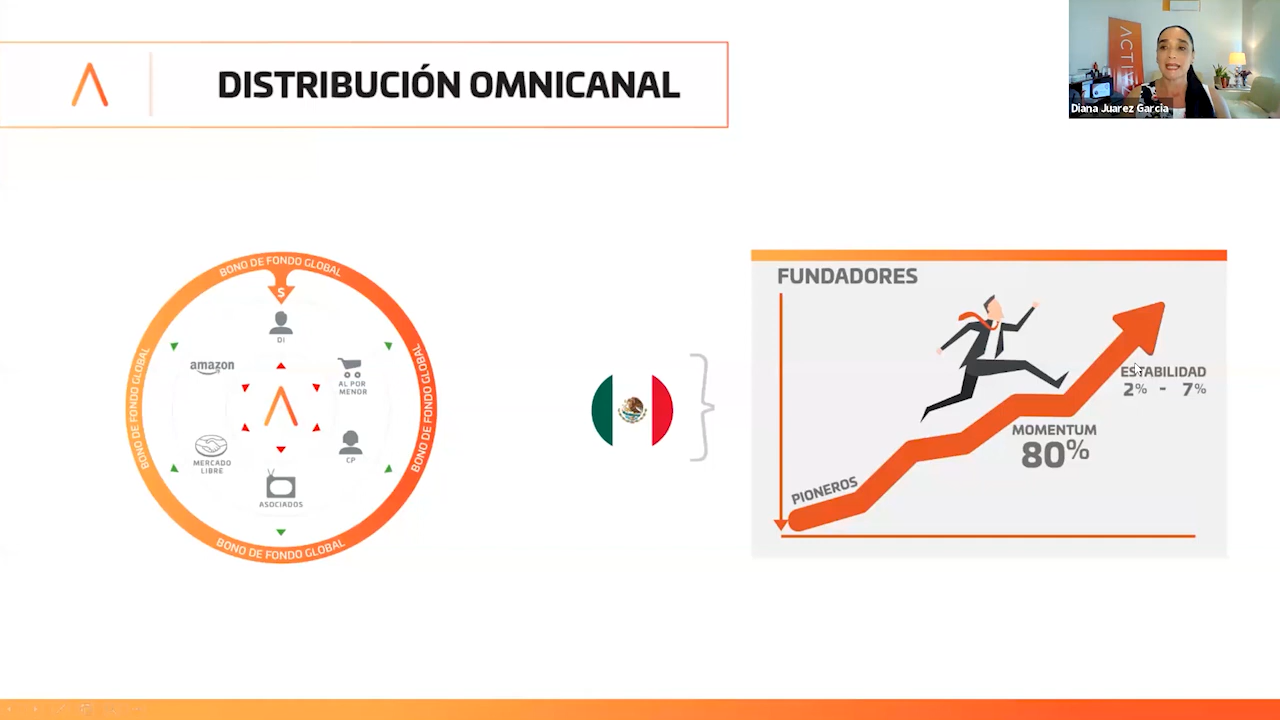 DISTRIBUCIÓN OMNICANAL
Diana Juarez Garcia
ACTI
BONO DE FONDO GLOBAL
BONO DE FONDO GLOBAL
BONO DE FONDO GLOBAL
BONO DE FONDO GLOBAL
$
DI
amazon
AL POR
MENOR
MERCADO
LIBRE
CP
ASOCIADOS
FUNDADORES
PIONEROS
MOMENTUM
80%
ESTABILIDAD
2% - 7%